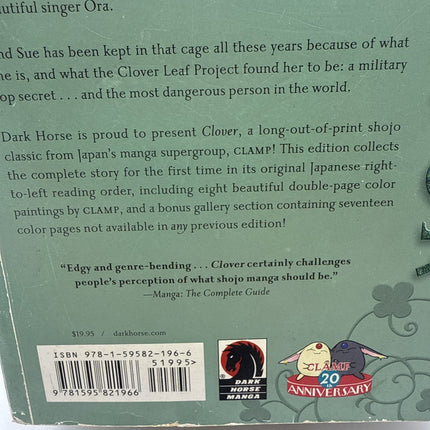 utiful singer Ora.
nd Sue has been kept in that cage all these years because of what
ne is, and what the Clover Leaf Project found her to be: a military
op secret . . . and the most dangerous person in the world.
Dark Horse is proud to present Clover, a long-out-of-print shojo
classic from Japan's manga supergroup, CLAMP! This edition collects
the complete story for the first time in its original Japanese right-
to-left reading order, including eight beautiful double-page color
paintings by CLAMP, and a bonus gallery section containing seventeen
color pages not available in any previous edition!
"Edgy and genre-bending . . . Clover certainly challenges
people's perception of what shojo manga should be."
—Manga: The Complete Guide
$19.95 / darkhorse.com
ISBN 978-1-59582-196-6
51995>
9 781595 821966
DARK
HORSE
MANGA
CLAMP
20th
ANNIVERSARY